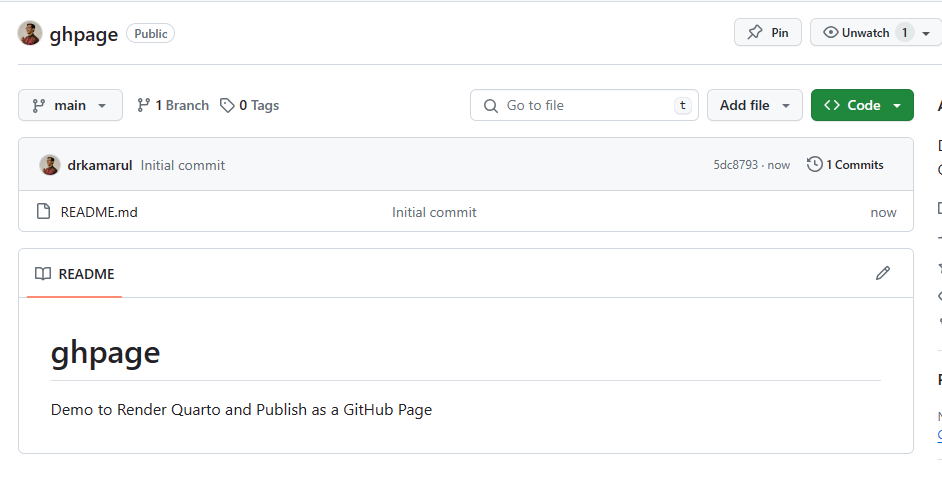 ghpage Public Pin Unwatch 1
main 1 Branch 0 Tags Go to file t Add file Code
drkamarul Initial commit 5dc8793 · now 1 Commits
README.md Initial commit now
README
ghpage
Demo to Render Quarto and Publish as a GitHub Page